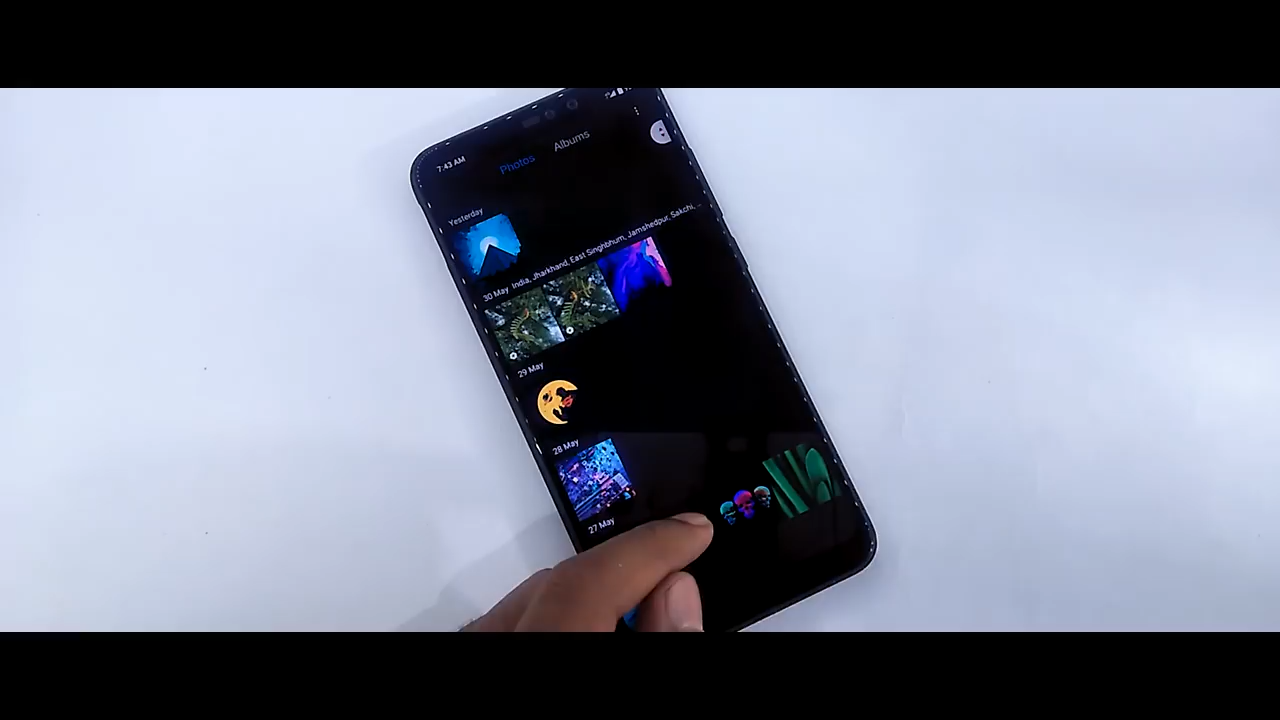 7:43 AM
Photos
Albums
Yesterday
30 May India, Jharkhand, East Singhbhum, Jamshedpur, Sakchi, ...
29 May
28 May
27 May